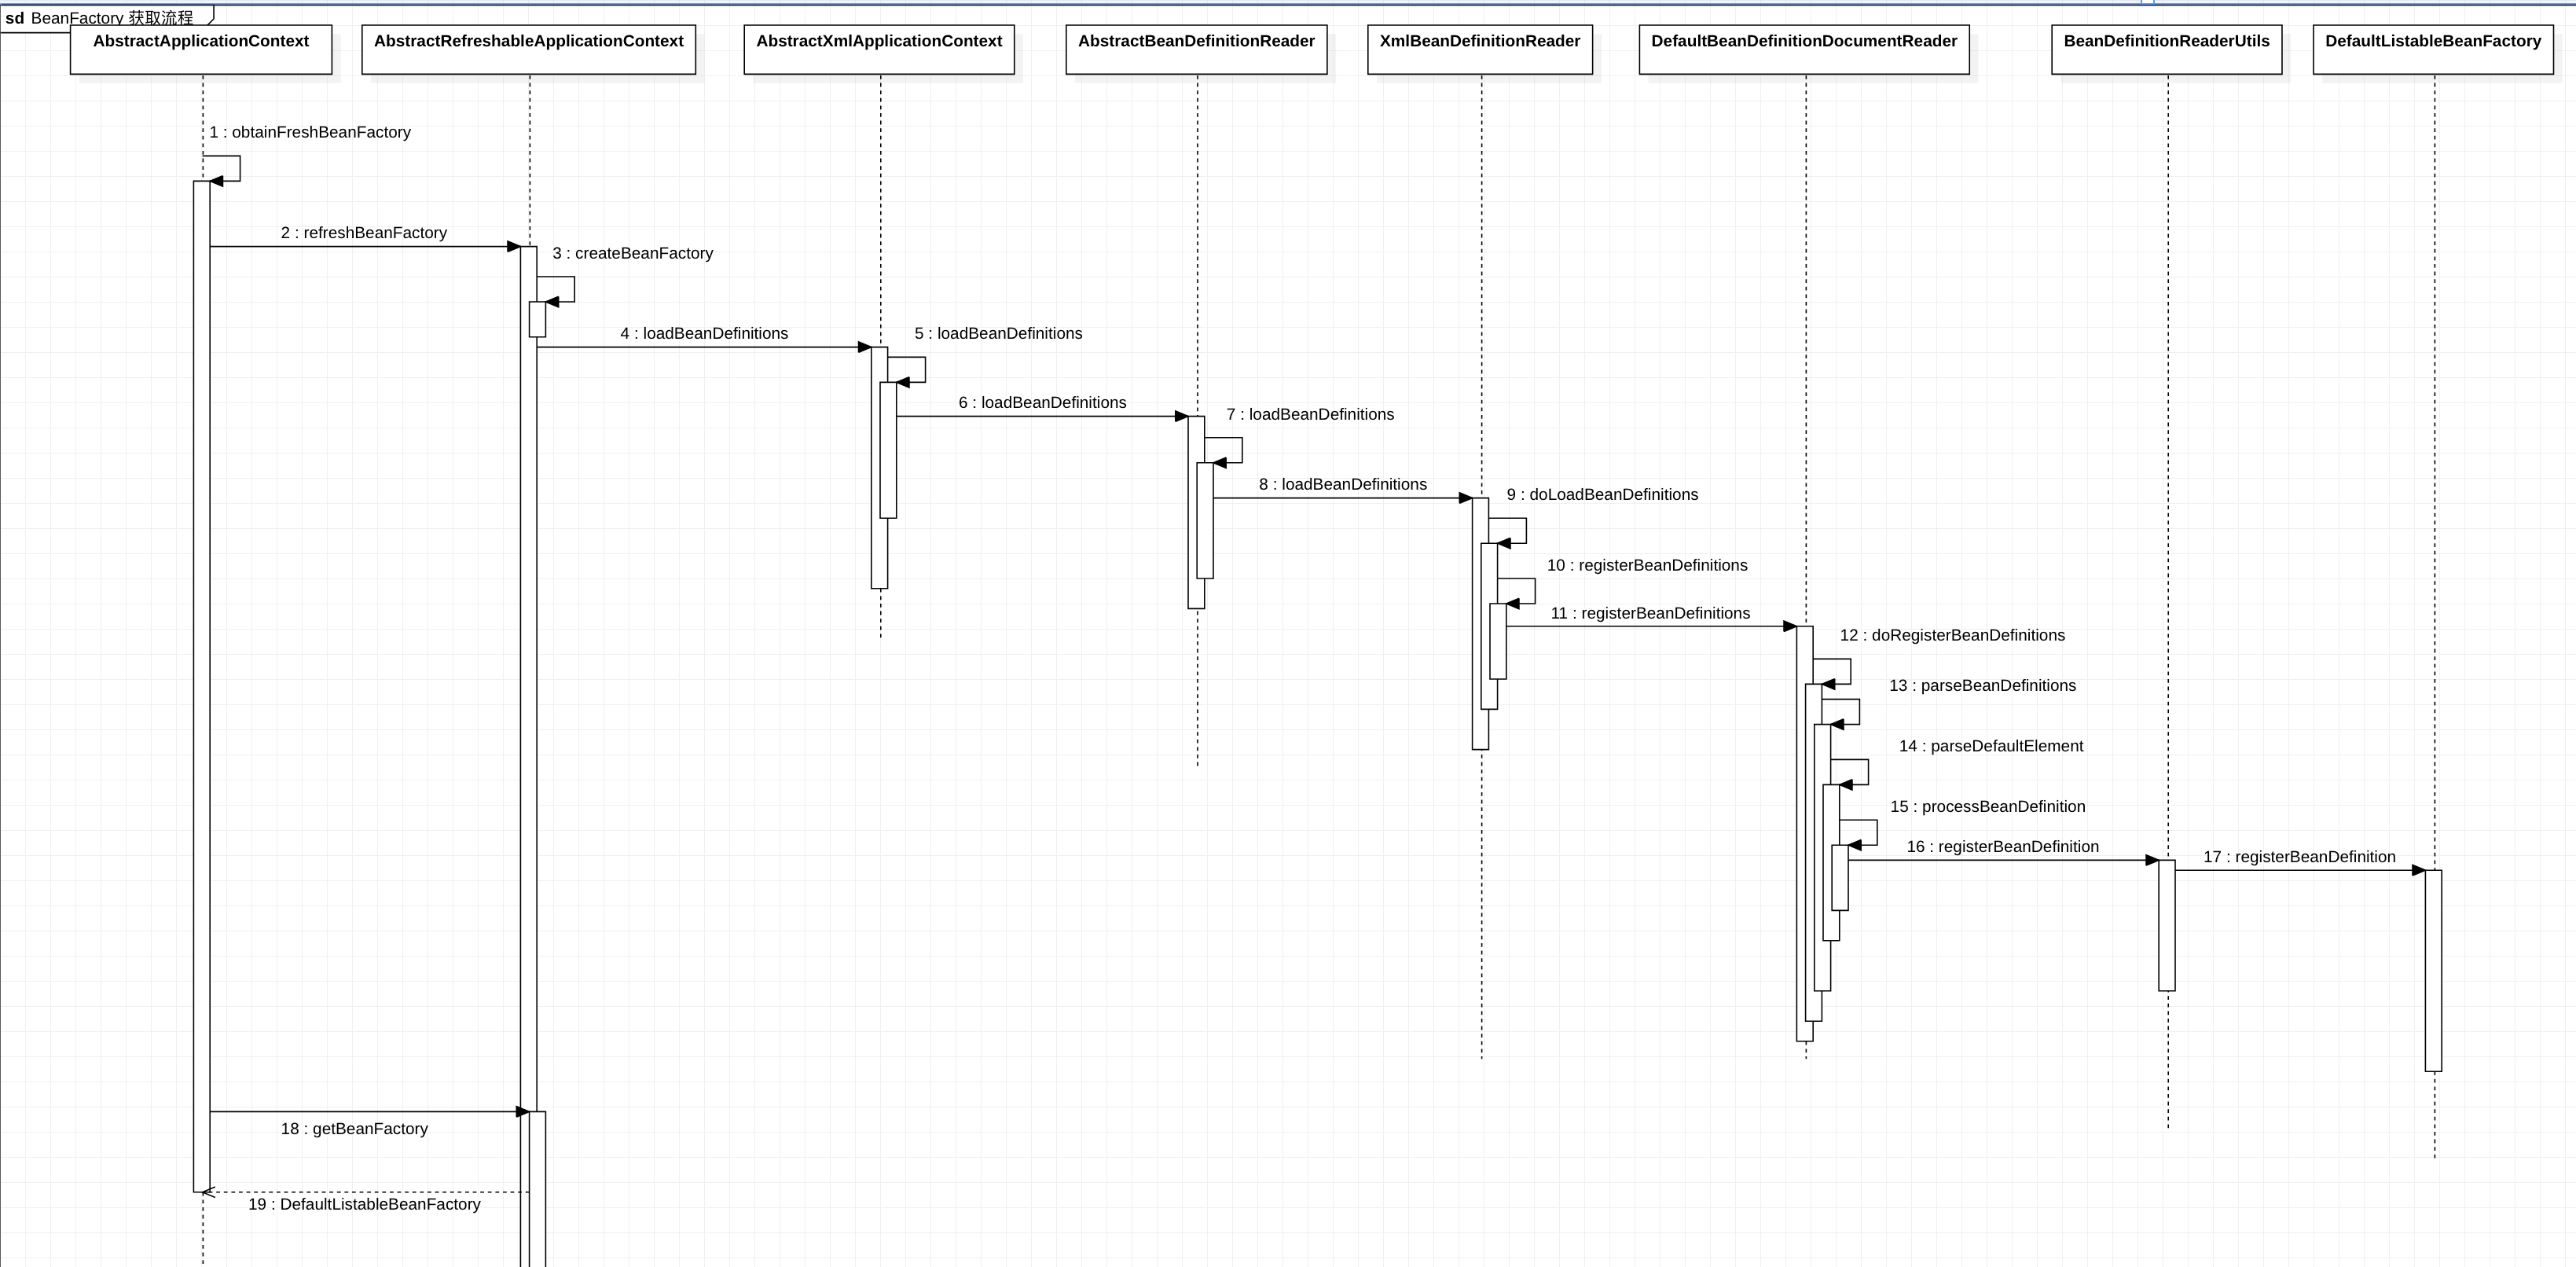 sd BeanFactory 获取流程
AbstractApplicationContext
AbstractRefreshableApplicationContext
AbstractXmlApplicationContext
AbstractBeanDefinitionReader
XmlBeanDefinitionReader
DefaultBeanDefinitionDocumentReader
BeanDefinitionReaderUtils
DefaultListableBeanFactory
1 : obtainFreshBeanFactory
2 : refreshBeanFactory
3 : createBeanFactory
4 : loadBeanDefinitions
5 : loadBeanDefinitions
6 : loadBeanDefinitions
7 : loadBeanDefinitions
8 : loadBeanDefinitions
9 : doLoadBeanDefinitions
10 : registerBeanDefinitions
11 : registerBeanDefinitions
12 : doRegisterBeanDefinitions
13 : parseBeanDefinitions
14 : parseDefaultElement
15 : processBeanDefinition
16 : registerBeanDefinition
17 : registerBeanDefinition
18 : getBeanFactory
19 : DefaultListableBeanFactory